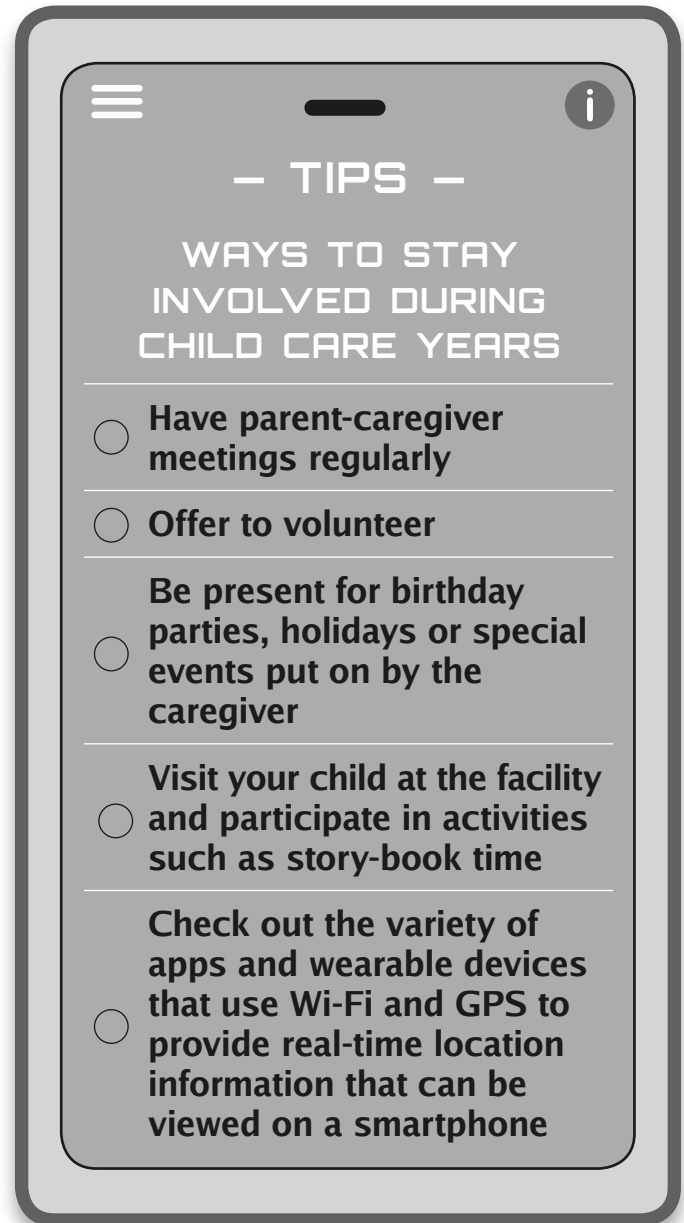 i
– TIPS –
WAYS TO STAY
INVOLVED DURING
CHILD CARE YEARS
Have parent-caregiver
meetings regularly
Offer to volunteer
Be present for birthday
parties, holidays or special
events put on by the
caregiver
Visit your child at the facility
and participate in activities
such as story-book time
Check out the variety of
apps and wearable devices
that use Wi-Fi and GPS to
provide real-time location
information that can be
viewed on a smartphone